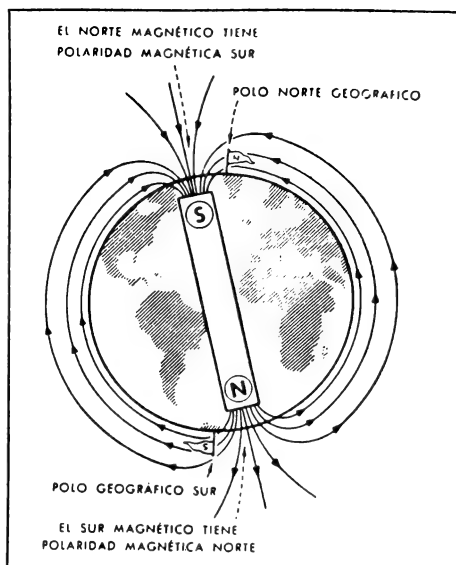 EL NORTE MAGNÉTICO TIENE
POLARIDAD MAGNÉTICA SUR
POLO NORTE GEOGRAFICO
S
N
POLO GEOGRÁFICO SUR
EL SUR MAGNÉTICO TIENE
POLARIDAD MAGNÉTICA NORTE